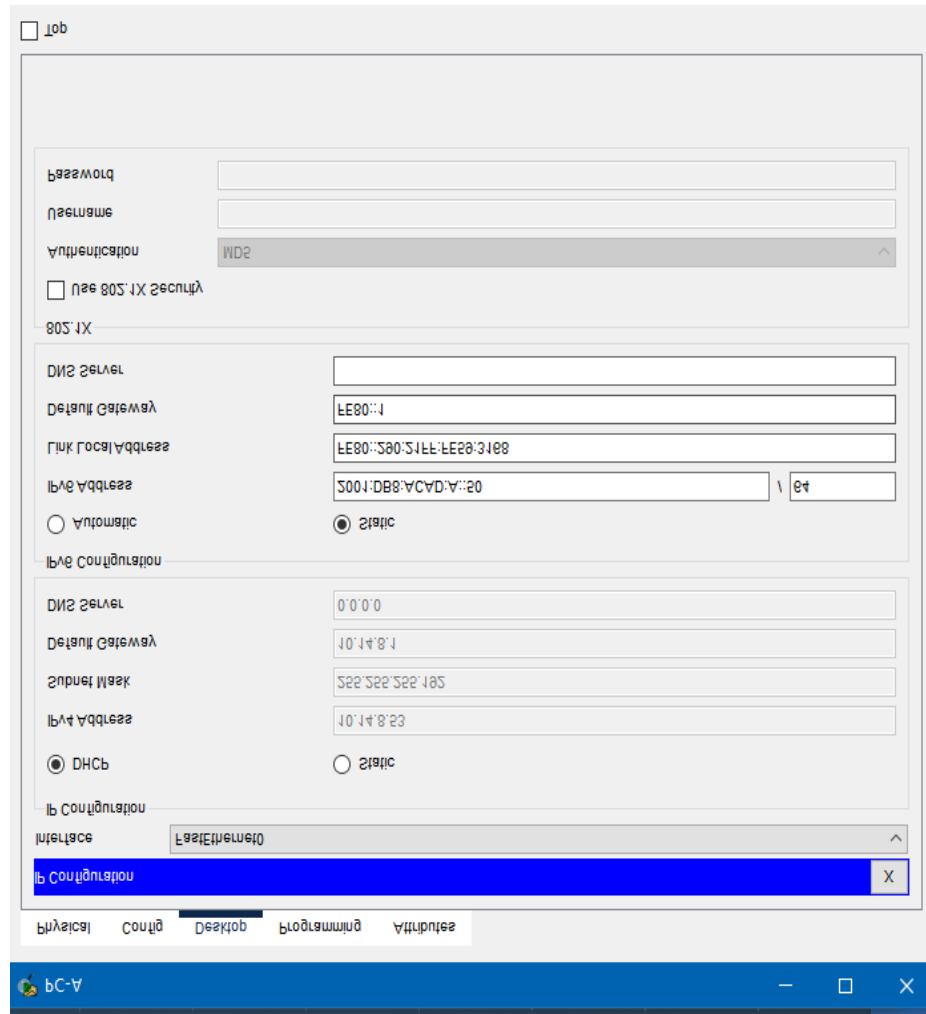 PC-A
Physical Config Desktop Programming Attributes
IP Configuration X
Interface FastEthernet0
IP Configuration
DHCP Static
IPv4 Address 10.14.8.53
Subnet Mask 255.255.255.192
Default Gateway 10.14.8.1
DNS Server 0.0.0.0
IPv6 Configuration
Automatic Static
IPv6 Address 2001:DB8:ACAD:A::50 / 64
Link Local Address FE80::290:21FF:FE59:3168
Default Gateway FE80::1
DNS Server
802.1X
Use 802.1X Security
Authentication MD5
Username
Password
Top